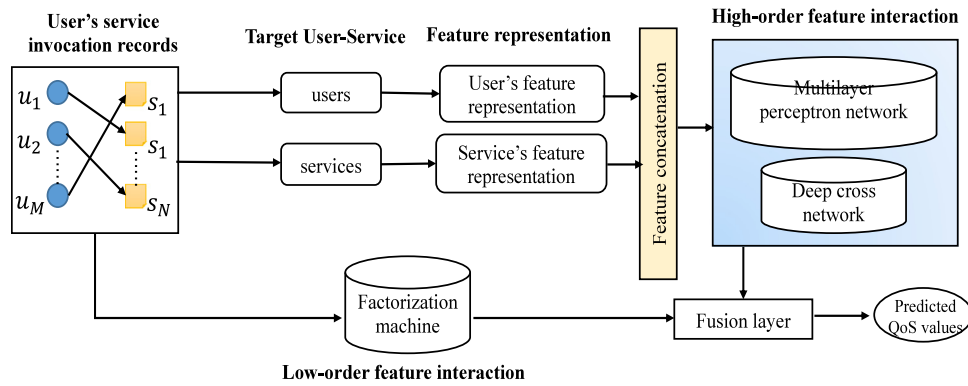 User's service
invocation records
Target User-Service
Feature representation
High-order feature interaction
u1
s1
u2
s1
uM
sN
users
services
User's feature
representation
Service's feature
representation
Feature concatenation
Multilayer
perceptron network
Deep cross
network
Factorization
machine
Low-order feature interaction
Fusion layer
Predicted
QoS values